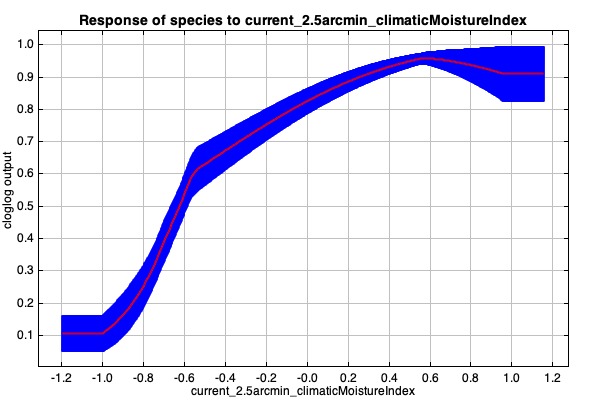 Response of species to current_2.5arcmin_climaticMoistureIndex
cloglog output
1.0
0.9
0.8
0.7
0.6
0.5
0.4
0.3
0.2
0.1
-1.2 -1.0 -0.8 -0.6 -0.4 -0.2 -0.0 0.2 0.4 0.6 0.8 1.0 1.2
current_2.5arcmin_climaticMoistureIndex